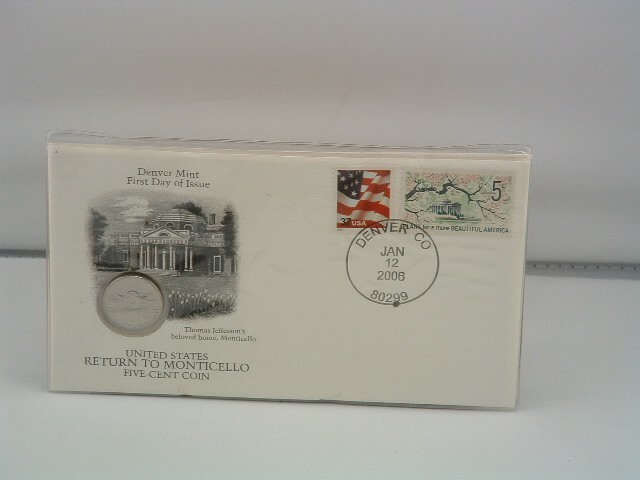 Denver Mint
First Day of Issue
37 USA
5
PLANT for a more BEAUTIFUL AMERICA
DENVER CO
JAN
12
2006
80299
Thomas Jefferson's
beloved home, Monticello.
UNITED STATES
RETURN TO MONTICELLO
FIVE-CENT COIN